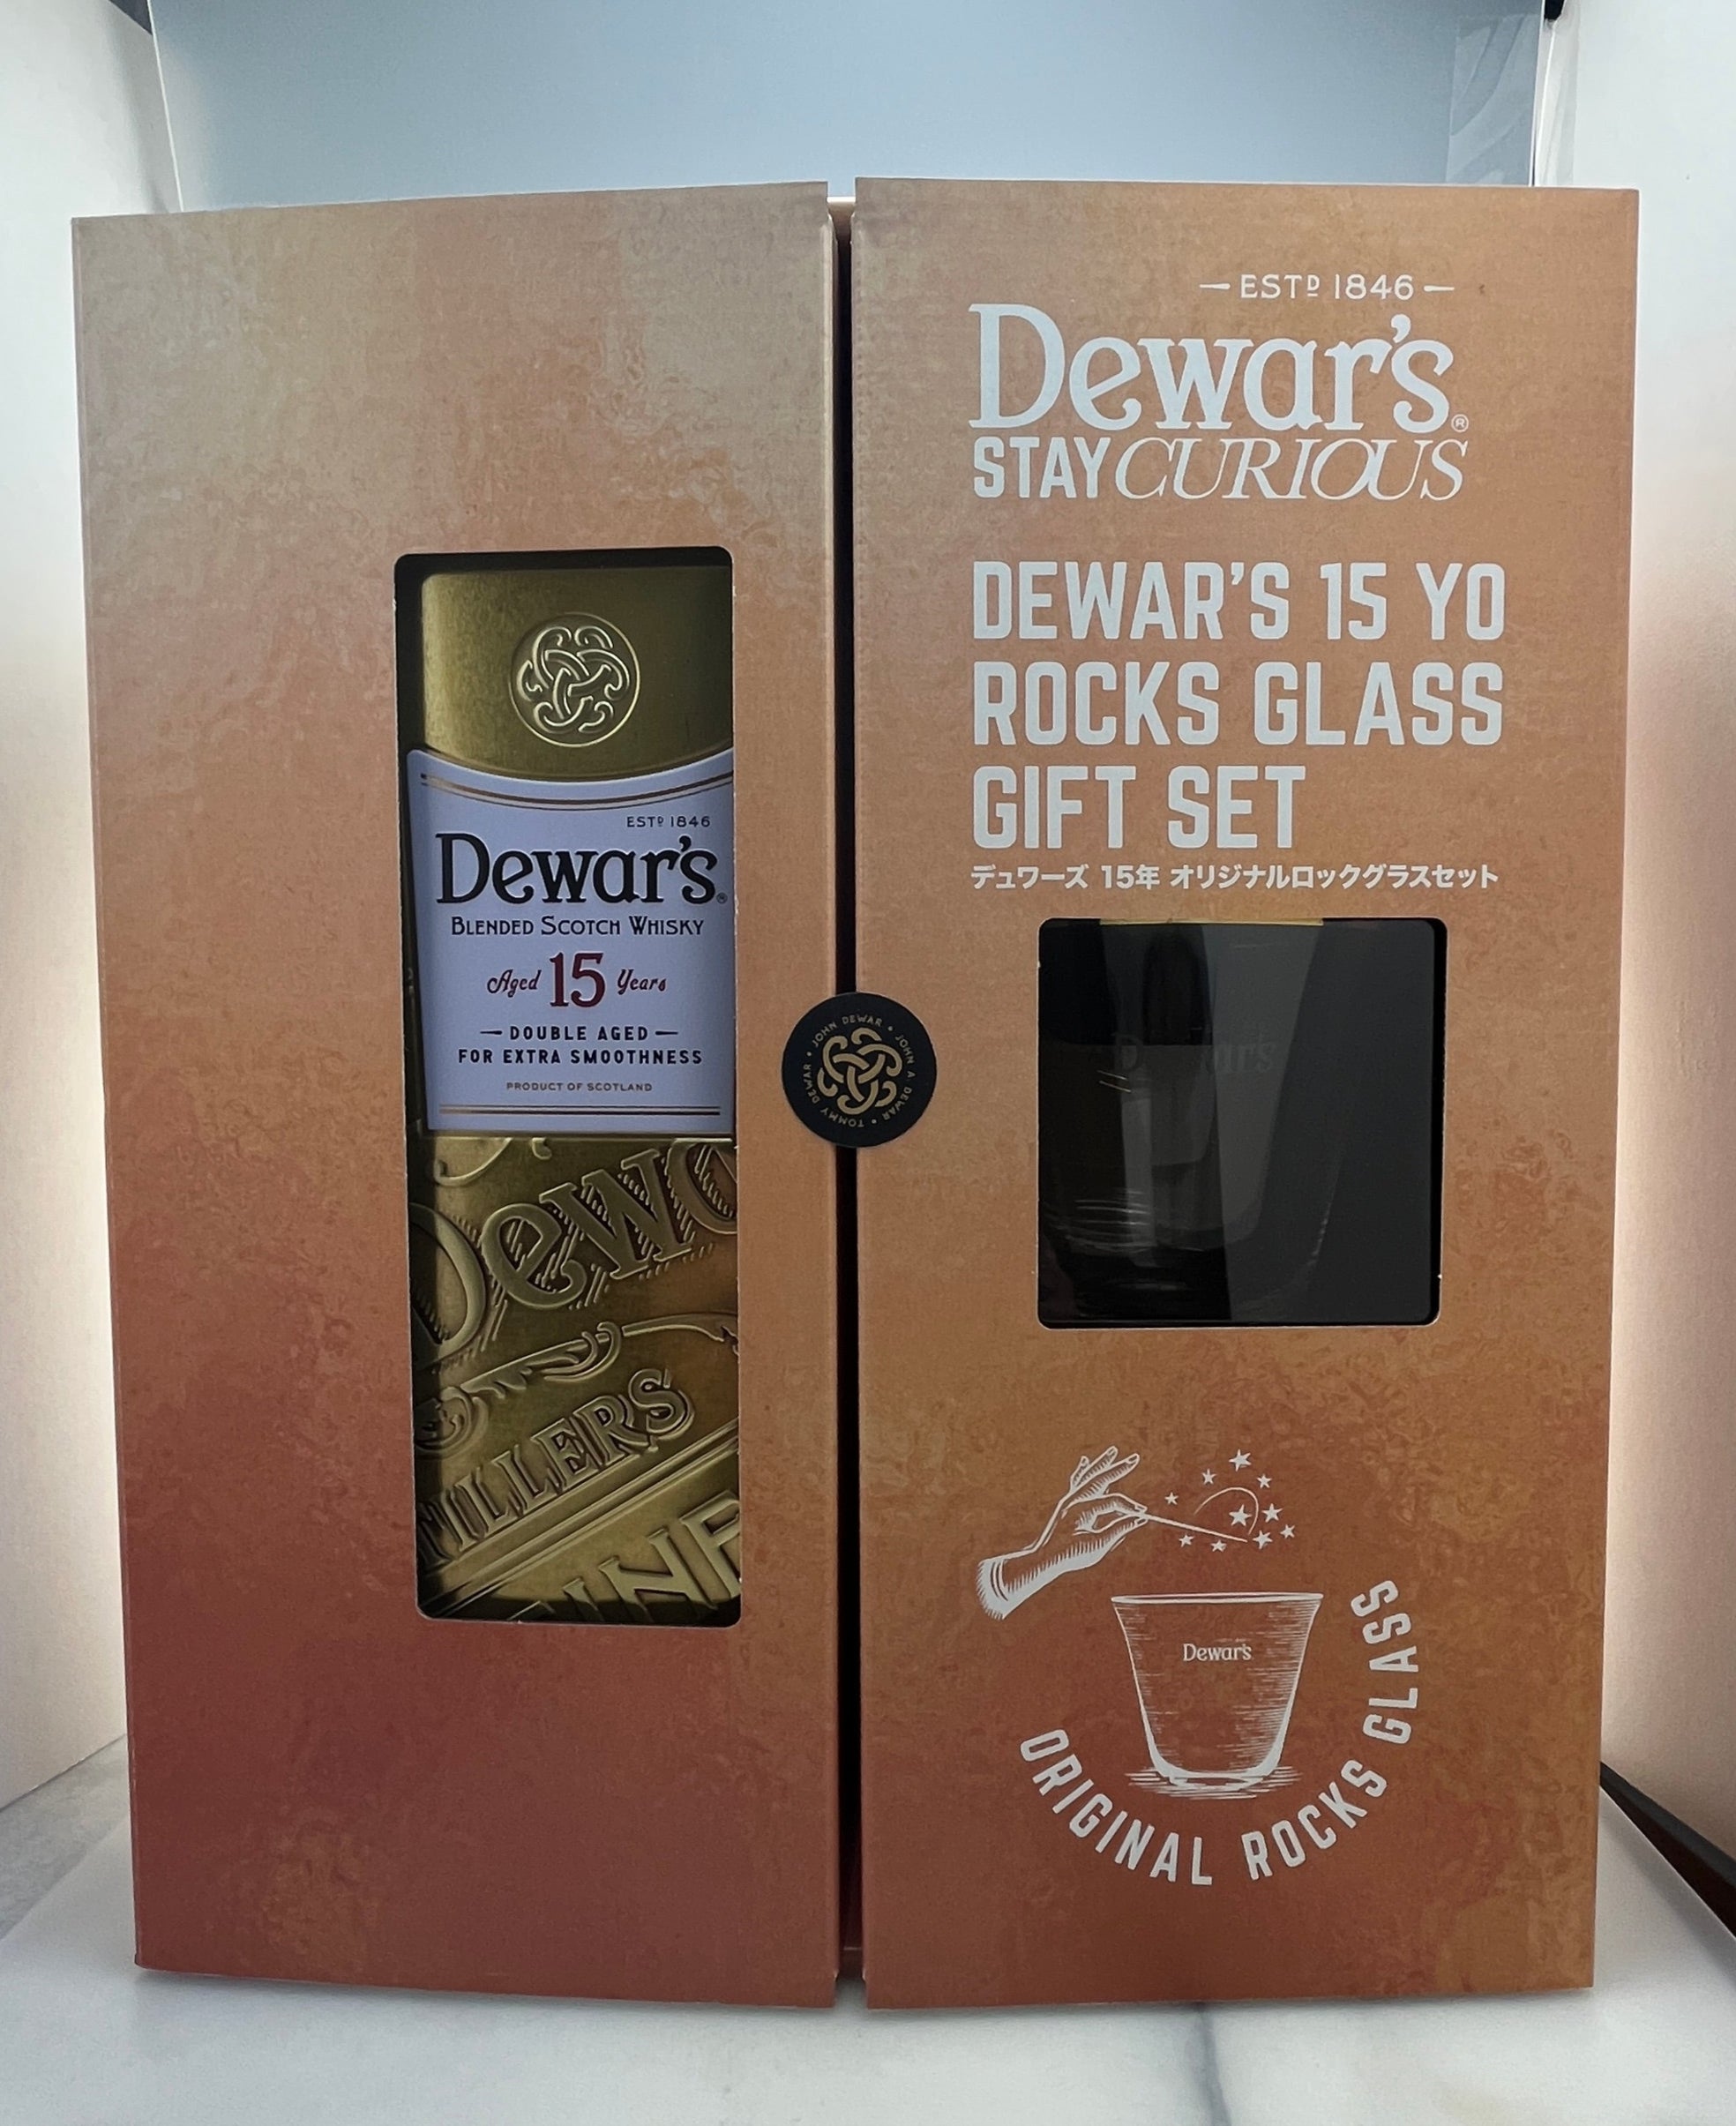 ESTD 1846
Dewar's®
BLENDED SCOTCH WHISKY
Aged 15 Years
DOUBLE AGED
FOR EXTRA SMOOTHNESS
PRODUCT OF SCOTLAND
Dewa
TILLERS
JOHN DEWAR • JOHN A. DEWAR • TOMMY DEWAR •
ESTD 1846
Dewar's®
STAY CURIOUS
DEWAR'S 15 YO
ROCKS GLASS
GIFT SET
デュワーズ 15年 オリジナルロックグラスセット
Dewar's
ORIGINAL ROCKS GLASS